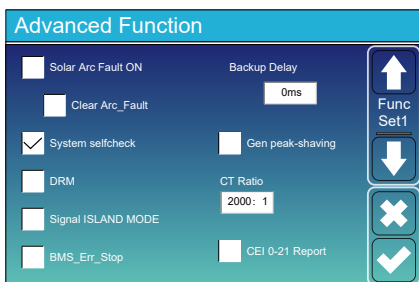 Advanced Function
Solar Arc Fault ON
Backup Delay
0ms
Clear Arc_Fault
Func
Set1
System selfcheck
Gen peak-shaving
DRM
CT Ratio
2000: 1
Signal ISLAND MODE
BMS_Err_Stop
CEI 0-21 Report